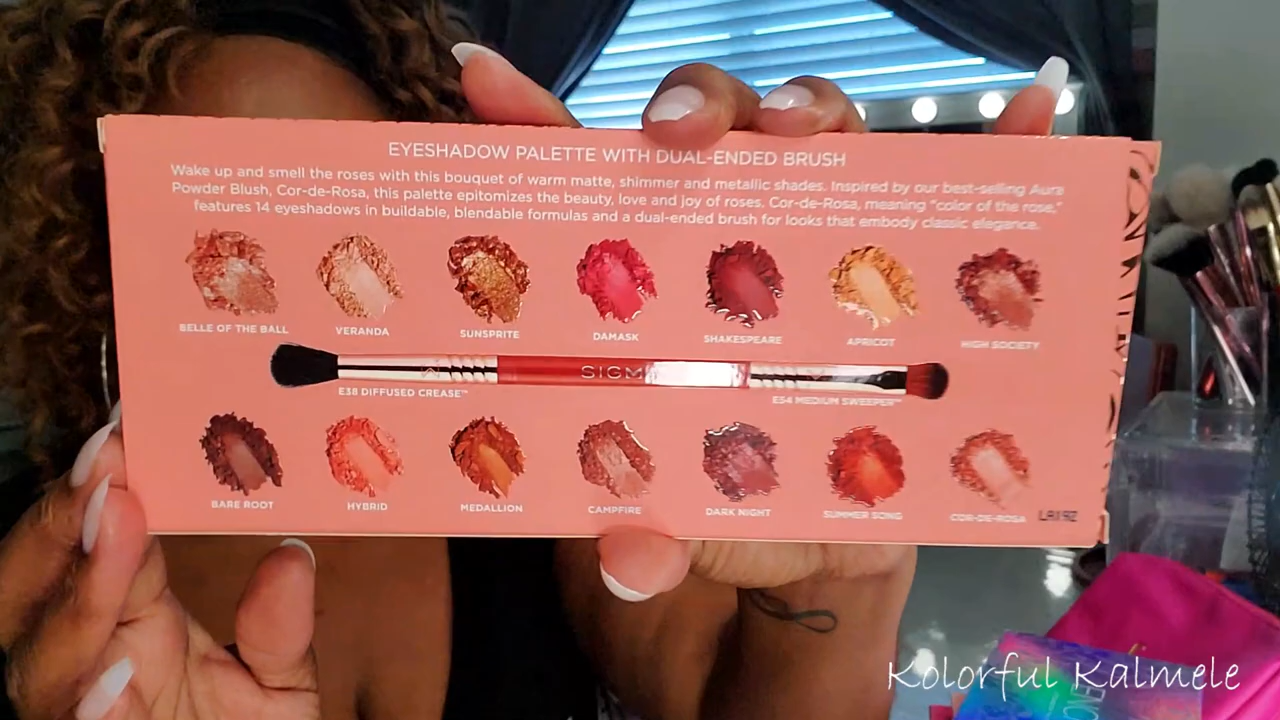 EYESHADOW PALETTE WITH DUAL-ENDED BRUSH
Wake up and smell the roses with this bouquet of warm matte, shimmer and metallic shades. Inspired by our best-selling Aura
Powder Blush, Cor-de-Rosa, this palette epitomizes the beauty, love and joy of roses. Cor-de-Rosa, meaning "color of the rose,"
features 14 eyeshadows in buildable, blendable formulas and a dual-ended brush for looks that embody classic elegance.
BELLE OF THE BALL VERANDA SUNSPRITE DAMASK SHAKESPEARE APRICOT HIGH SOCIETY
SIGM
E38 DIFFUSED CREASE™ E54 MEDIUM SWEEPER™
BARE ROOT HYBRID MEDALLION CAMPFIRE DARK NIGHT SUMMER SONG COR-DE-ROSA LA192
Kolorful Kalmele